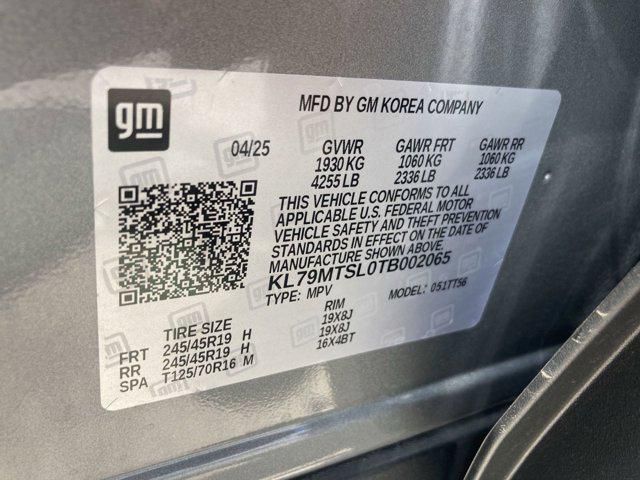 gm
MFD BY GM KOREA COMPANY
04/25 GVWR GAWR FRT GAWR RR
1930 KG 1060 KG 1060 KG
4255 LB 2336 LB 2336 LB
THIS VEHICLE CONFORMS TO ALL
APPLICABLE U.S. FEDERAL MOTOR
VEHICLE SAFETY AND THEFT PREVENTION
STANDARDS IN EFFECT ON THE DATE OF
MANUFACTURE SHOWN ABOVE.
KL79MTSL0TB002065
TYPE: MPV MODEL: 051TT56
TIRE SIZE RIM
FRT 245/45R19 H 19X8J
RR 245/45R19 H 19X8J
SPA T125/70R16 M 16X4BT